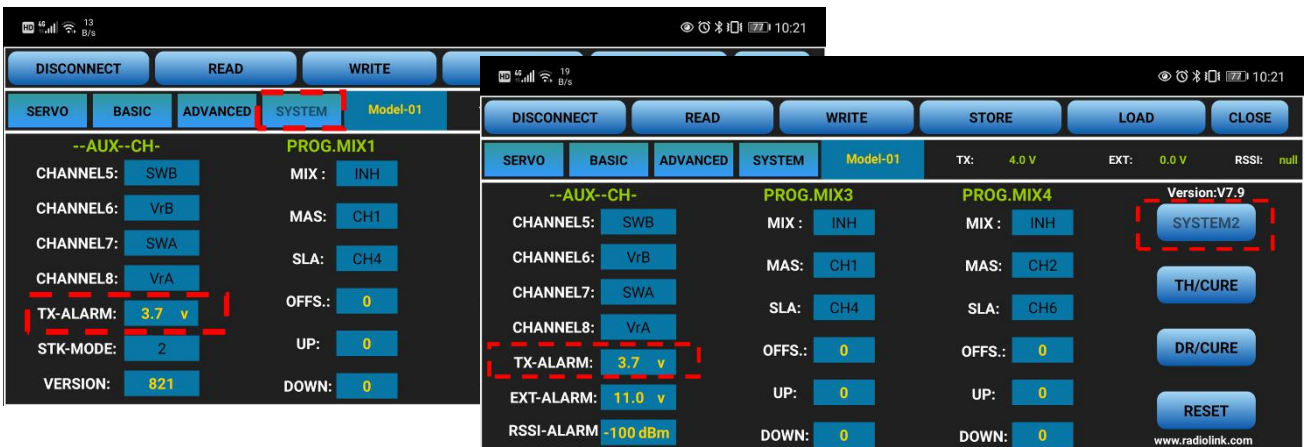 HD 4G 13 B/s 77 10:21
DISCONNECT READ WRITE
SERVO BASIC ADVANCED SYSTEM Model-01
--AUX--CH- PROG.MIX1
CHANNEL5: SWB MIX : INH
CHANNEL6: VrB MAS: CH1
CHANNEL7: SWA SLA: CH4
CHANNEL8: VrA
TX-ALARM: 3.7 v OFFS.: 0
STK-MODE: 2 UP: 0
VERSION: 821 DOWN: 0
HD 4G 19 B/s 77 10:21
DISCONNECT READ WRITE STORE LOAD CLOSE
SERVO BASIC ADVANCED SYSTEM Model-01 TX: 4.0 V EXT: 0.0 V RSSI: null
--AUX--CH- PROG.MIX3 PROG.MIX4 Version:V7.9
CHANNEL5: SWB MIX : INH MIX : INH SYSTEM2
CHANNEL6: VrB MAS: CH1 MAS: CH2
CHANNEL7: SWA SLA: CH4 SLA: CH6 TH/CURE
CHANNEL8: VrA
TX-ALARM: 3.7 v OFFS.: 0 OFFS.: 0 DR/CURE
EXT-ALARM: 11.0 v UP: 0 UP: 0 RESET
RSSI-ALARM -100 dBm DOWN: 0 DOWN: 0 www.radiolink.com